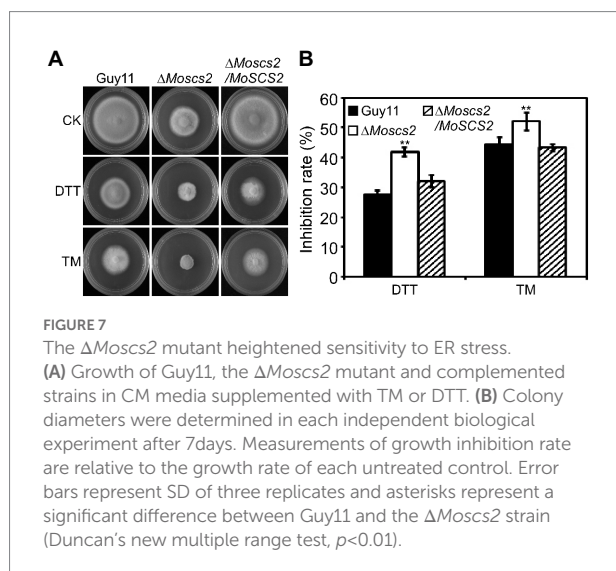 A
B
Guy11
ΔMoscs2
ΔMoscs2
/MoSCS2
CK
DTT
TM
Guy11
ΔMoscs2
ΔMoscs2
/MoSCS2
60
50
40
30
20
10
0
Inhibition rate (%)
**
**
DTT
TM
FIGURE 7
The ΔMoscs2 mutant heightened sensitivity to ER stress.
(A) Growth of Guy11, the ΔMoscs2 mutant and complemented
strains in CM media supplemented with TM or DTT. (B) Colony
diameters were determined in each independent biological
experiment after 7days. Measurements of growth inhibition rate
are relative to the growth rate of each untreated control. Error
bars represent SD of three replicates and asterisks represent a
significant difference between Guy11 and the ΔMoscs2 strain
(Duncan's new multiple range test, p<0.01).